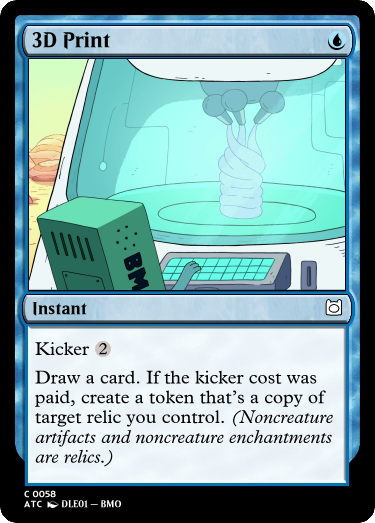 3D Print
BM
Instant
Kicker 2
Draw a card. If the kicker cost was
paid, create a token that's a copy of
target relic you control. (Noncreature
artifacts and noncreature enchantments
are relics.)
C 0058
ATC DLE01 — BMO